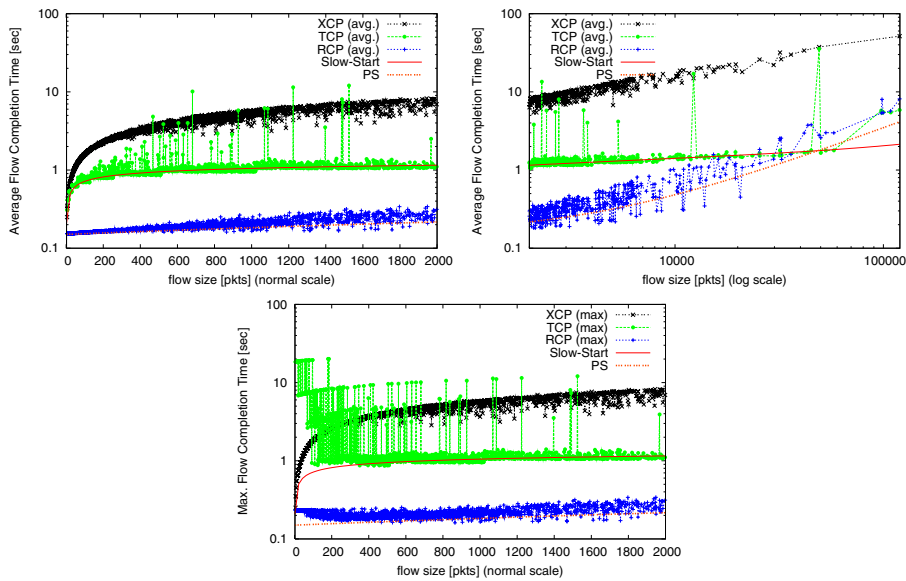 100
10
1
0.1
Average Flow Completion Time [sec]
XCP (avg.)
TCP (avg.)
RCP (avg.)
Slow-Start
PS
0 200 400 600 800 1000 1200 1400 1600 1800 2000
flow size [pkts] (normal scale)
100
10
1
0.1
Average Flow Completion Time [sec]
XCP (avg.)
TCP (avg.)
RCP (avg.)
Slow-Start
PS
10000 100000
flow size [pkts] (log scale)
100
10
1
0.1
Max. Flow Completion Time [sec]
XCP (max)
TCP (max)
RCP (max)
Slow-Start
PS
0 200 400 600 800 1000 1200 1400 1600 1800 2000
flow size [pkts] (normal scale)